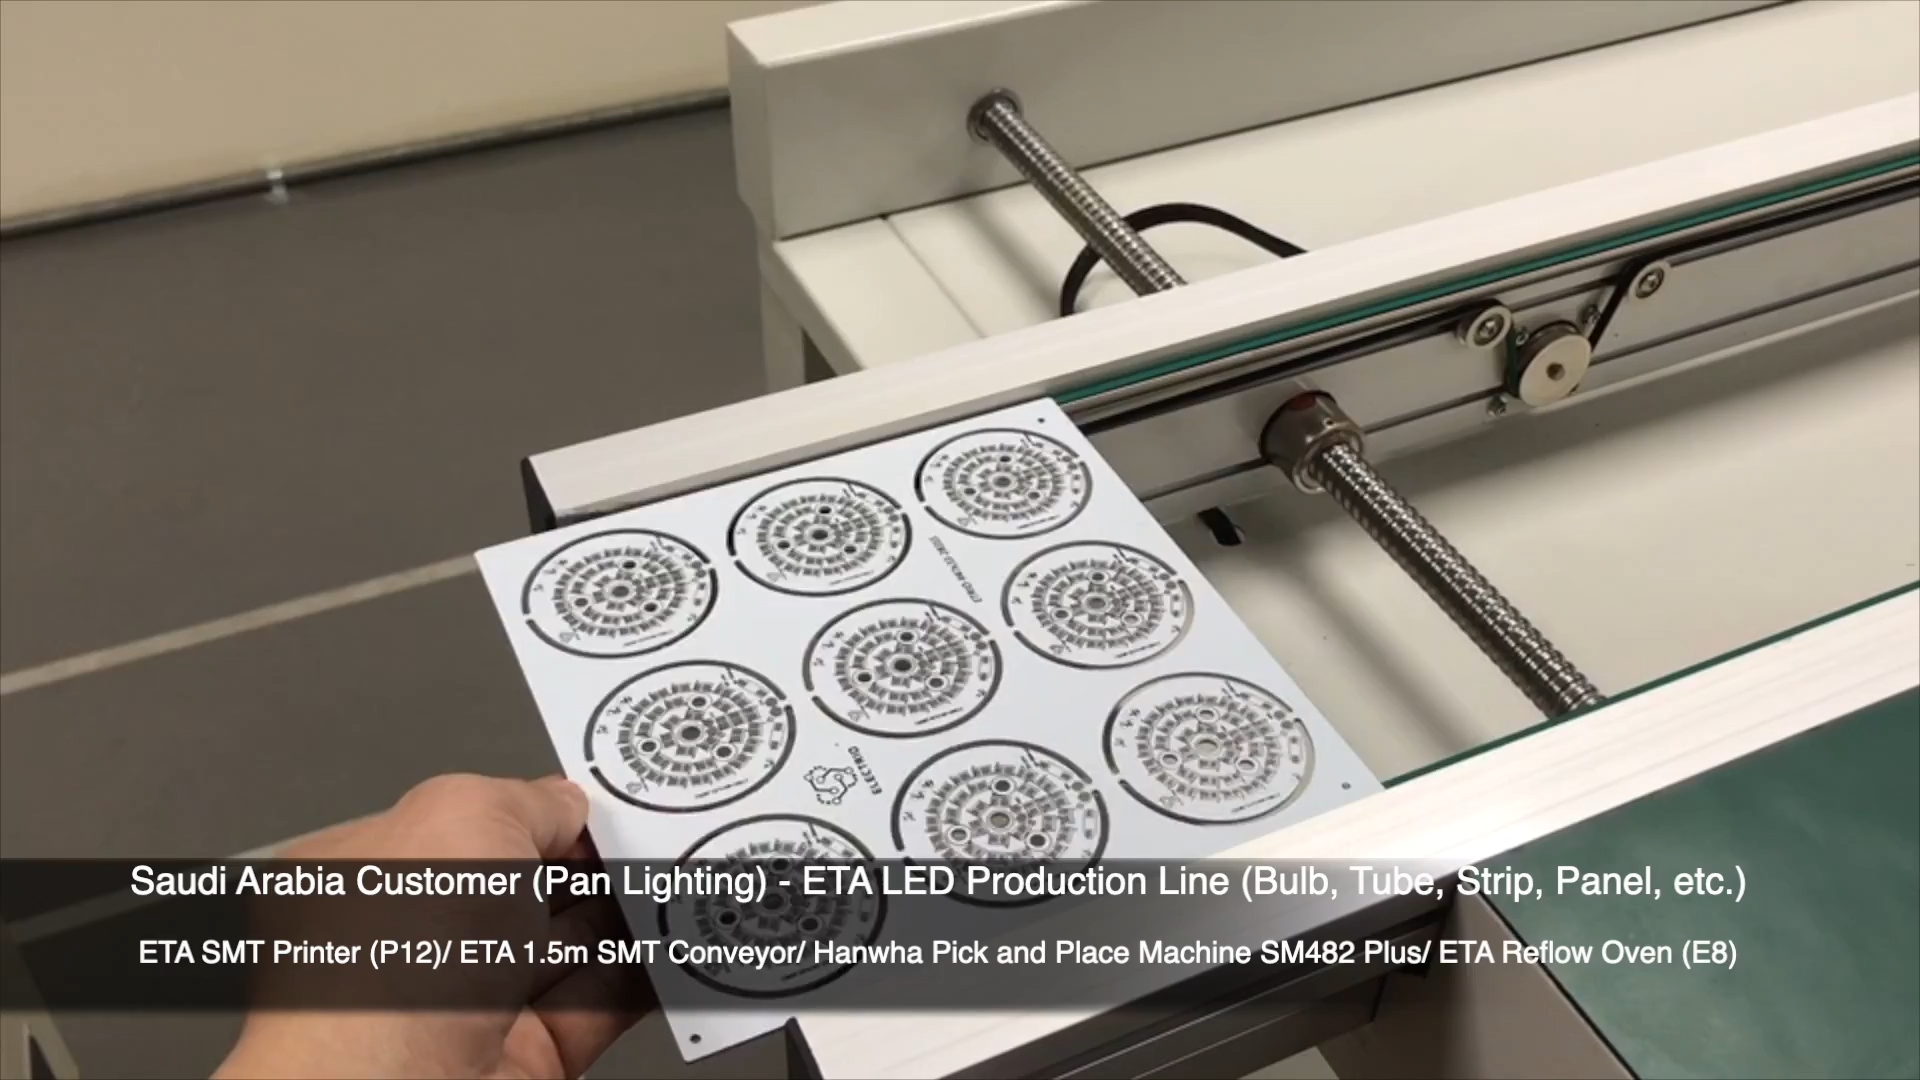 ELECTRIQ
Saudi Arabia Customer (Pan Lighting) - ETA LED Production Line (Bulb, Tube, Strip, Panel, etc.)
ETA SMT Printer (P12)/ ETA 1.5m SMT Conveyor/ Hanwha Pick and Place Machine SM482 Plus/ ETA Reflow Oven (E8)